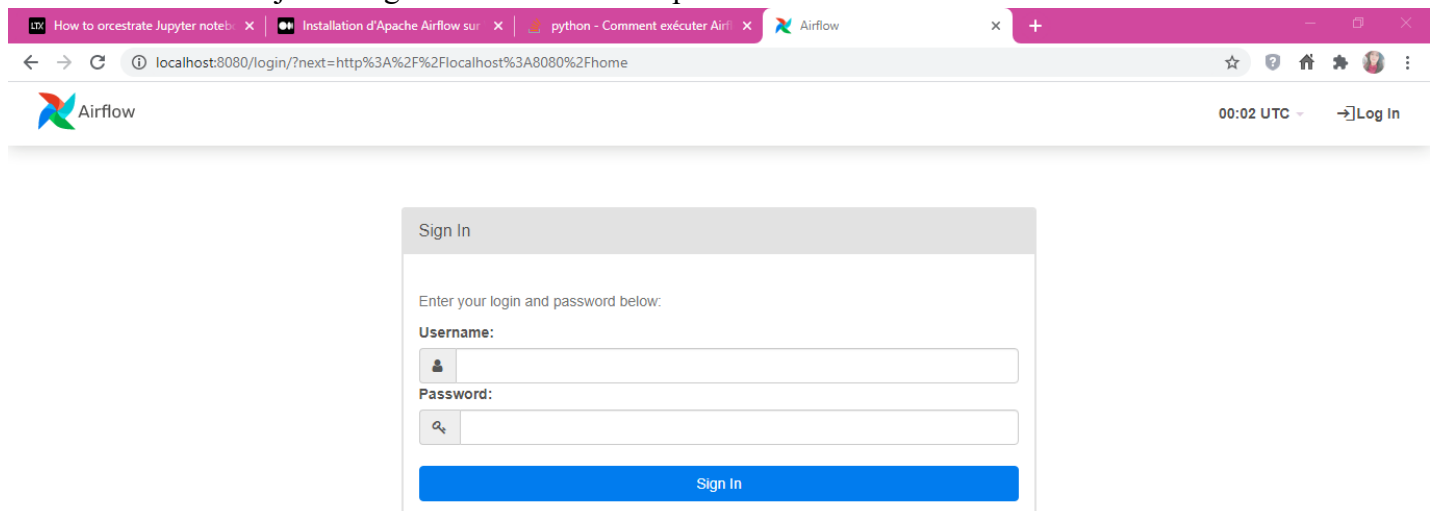 How to orcestrate Jupyter noteb
Installation d'Apache Airflow sur
python - Comment exécuter Airfl
Airflow
localhost:8080/login/?next=http%3A%2F%2Flocalhost%3A8080%2Fhome
Airflow
00:02 UTC
Log In
Sign In
Enter your login and password below:
Username:
Password:
Sign In